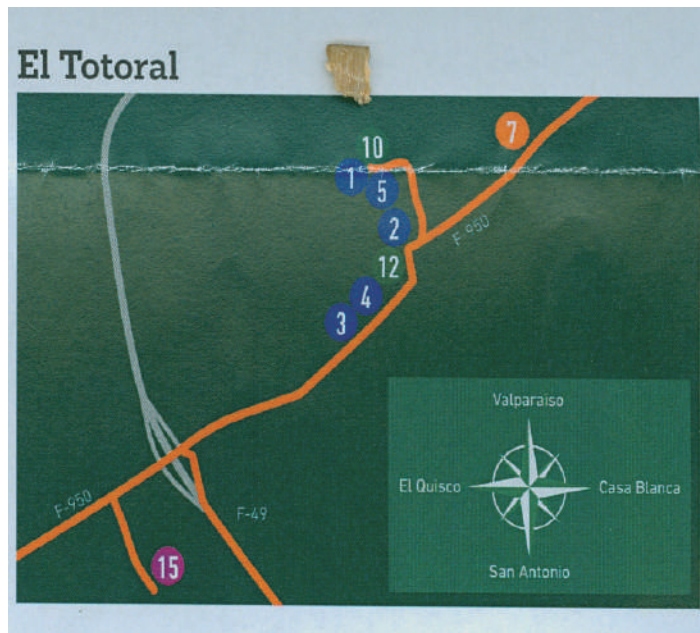 El Totoral
7
10
1
5
2
F-950
12
4
3
Valparaiso
El Quisco
Casa Blanca
San Antonio
F-950
F-49
15